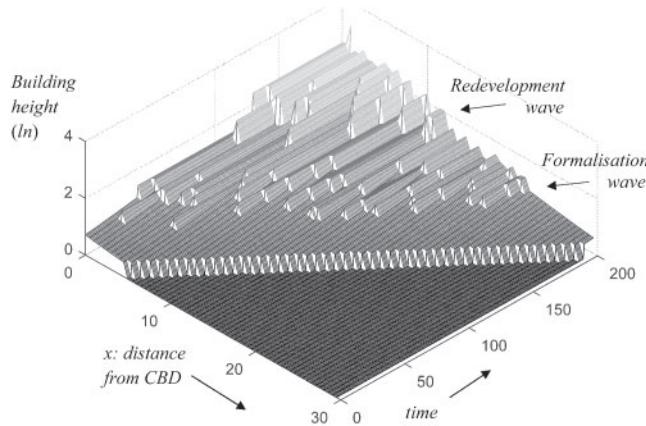 Building
height
(ln)
Redevelopment
wave
Formalisation
wave
4
2
0
0
10
20
30
0
50
100
150
200
x: distance
from CBD
time